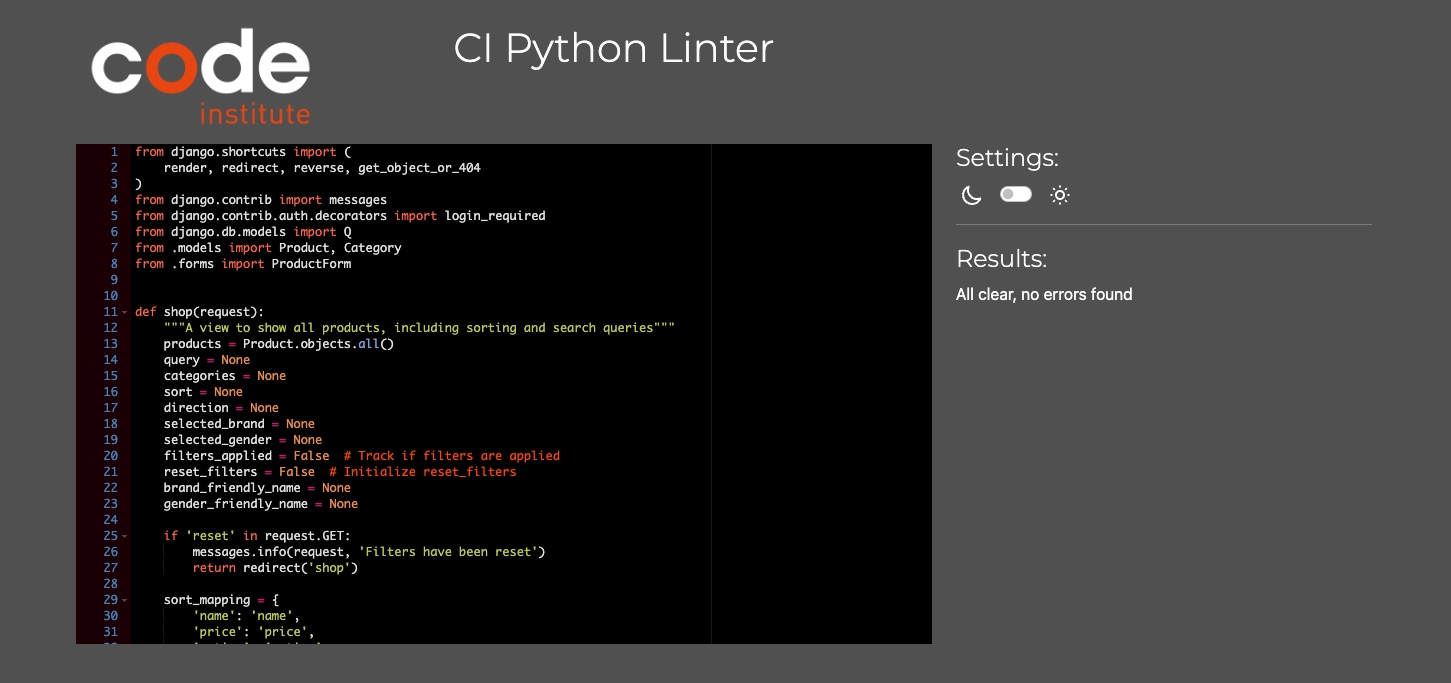 code
institute
CI Python Linter
1 from django.shortcuts import (
2     render, redirect, reverse, get_object_or_404
3 )
4 from django.contrib import messages
5 from django.contrib.auth.decorators import login_required
6 from django.db.models import Q
7 from .models import Product, Category
8 from .forms import ProductForm
9
10
11 def shop(request):
12     """A view to show all products, including sorting and search queries"""
13     products = Product.objects.all()
14     query = None
15     categories = None
16     sort = None
17     direction = None
18     selected_brand = None
19     selected_gender = None
20     filters_applied = False  # Track if filters are applied
21     reset_filters = False  # Initialize reset_filters
22     brand_friendly_name = None
23     gender_friendly_name = None
24
25     if 'reset' in request.GET:
26         messages.info(request, 'Filters have been reset')
27         return redirect('shop')
28
29     sort_mapping = {
30         'name': 'name',
31         'price': 'price',
Settings:
Results:
All clear, no errors found